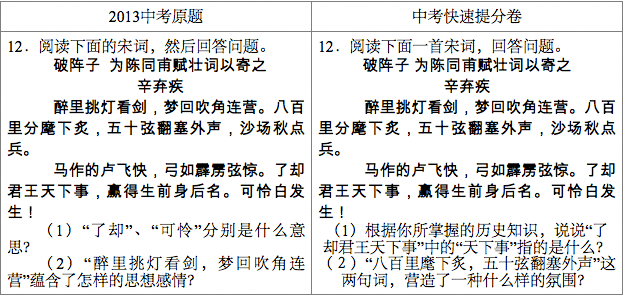 2013中考原题
12．阅读下面的宋词，然后回答问题。
破阵子 为陈同甫赋壮词以寄之
辛弃疾
醉里挑灯看剑，梦回吹角连营。八百
里分麾下炙，五十弦翻塞外声，沙场秋点
兵。
马作的卢飞快，弓如霹雳弦惊。了却
君王天下事，赢得生前身后名。可怜白发
生！
（1）“了却”、“可怜”分别是什么意
思？
（2）“醉里挑灯看剑，梦回吹角连
营”蕴含了怎样的思想感情？
中考快速提分卷
12．阅读下面一首宋词，回答问题。
破阵子 为陈同甫赋壮词以寄之
辛弃疾
醉里挑灯看剑，梦回吹角连营。八百
里分麾下炙，五十弦翻塞外声，沙场秋点
兵。
马作的卢飞快，弓如霹雳弦惊。了却
君王天下事，赢得生前身后名。可怜白发
生！
（1）根据你所掌握的历史知识，说说“了
却君王天下事”中的“天下事”指的是什么？
（2）“八百里麾下炙，五十弦翻塞外声”这
两句词，营造了一种什么样的氛围？